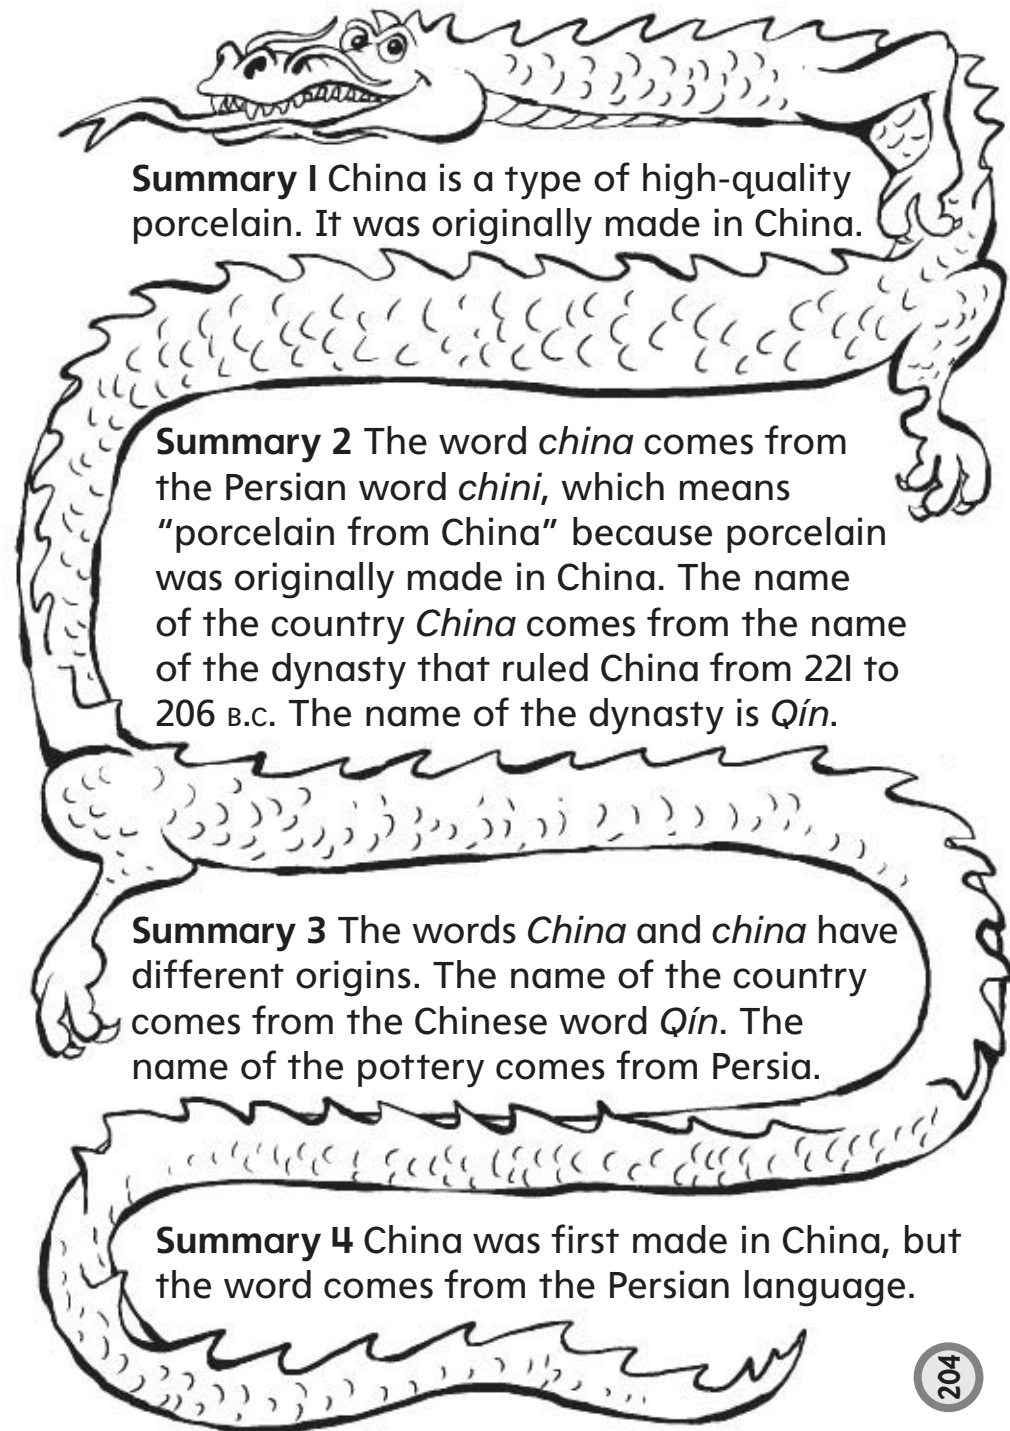 Summary 1 China is a type of high-quality
porcelain. It was originally made in China.
Summary 2 The word china comes from
the Persian word chini, which means
“porcelain from China” because porcelain
was originally made in China. The name
of the country China comes from the name
of the dynasty that ruled China from 221 to
206 B.C. The name of the dynasty is Qín.
Summary 3 The words China and china have
different origins. The name of the country
comes from the Chinese word Qín. The
name of the pottery comes from Persia.
Summary 4 China was first made in China, but
the word comes from the Persian language.
204